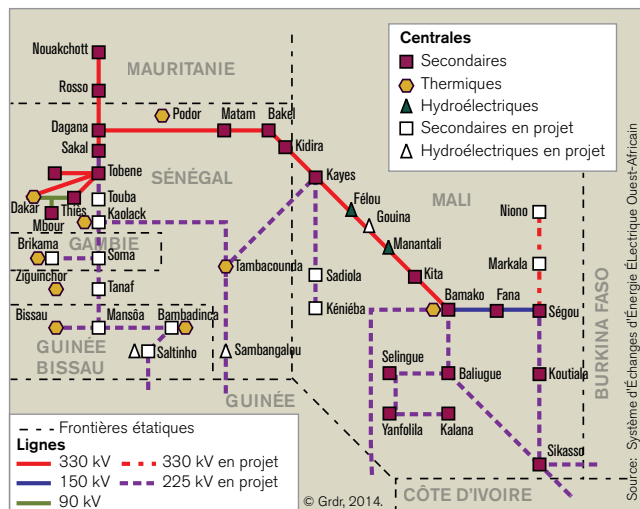 Nouakchott
MAURITANIE
Rosso
Podor
Dagana
Matam
Bakel
Sakal
Kidira
Tobene
SÉNÉGAL
Kayes
Touba
Dakar
Thiès
Mbour
Kaolack
GAMBIE
Brikama
Soma
Tambacounda
Ziguinchor
Tanaf
Bissau
Mansôa
Bambadinca
GUINÉE
BISSAU
Saltinho
Sambangalou
GUINÉE
Centrales
Secondaires
Thermiques
Hydroélectriques
Secondaires en projet
Hydroélectriques en projet
MALI
Félou
Gouina
Niono
Manantali
Markala
Sadiola
Kita
Kéniéba
Bamako
Fana
Ségou
BURKINA FASO
Selingue
Baliugue
Koutiala
Yanfolila
Kalana
Sikasso
CÔTE D'IVOIRE
Frontières étatiques
Lignes
330 kV
330 kV en projet
150 kV
225 kV en projet
90 kV
© Grdr, 2014.
Source: Système d'Échanges d'Énergie ÉLectrique Ouest-Africain